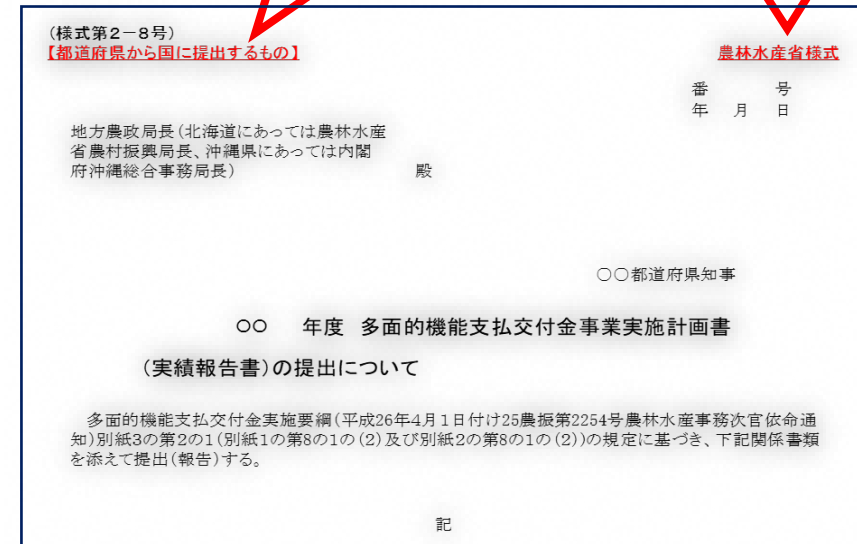 (様式第2-8号)
【都道府県から国に提出するもの】
農林水産省様式
番　　　号
年　月　日
地方農政局長(北海道にあっては農林水産
省農村振興局長、沖縄県にあっては内閣
府沖縄総合事務局長)　　　　　　殿
○○都道府県知事
○○　年度　多面的機能支払交付金事業実施計画書
(実績報告書)の提出について
多面的機能支払交付金実施要綱(平成26年4月1日付け25農振第2254号農林水産事務次官依命通
知)別紙3の第2の1(別紙1の第8の1の(2)及び別紙2の第8の1の(2))の規定に基づき、下記関係書類
を添えて提出(報告)する。
記